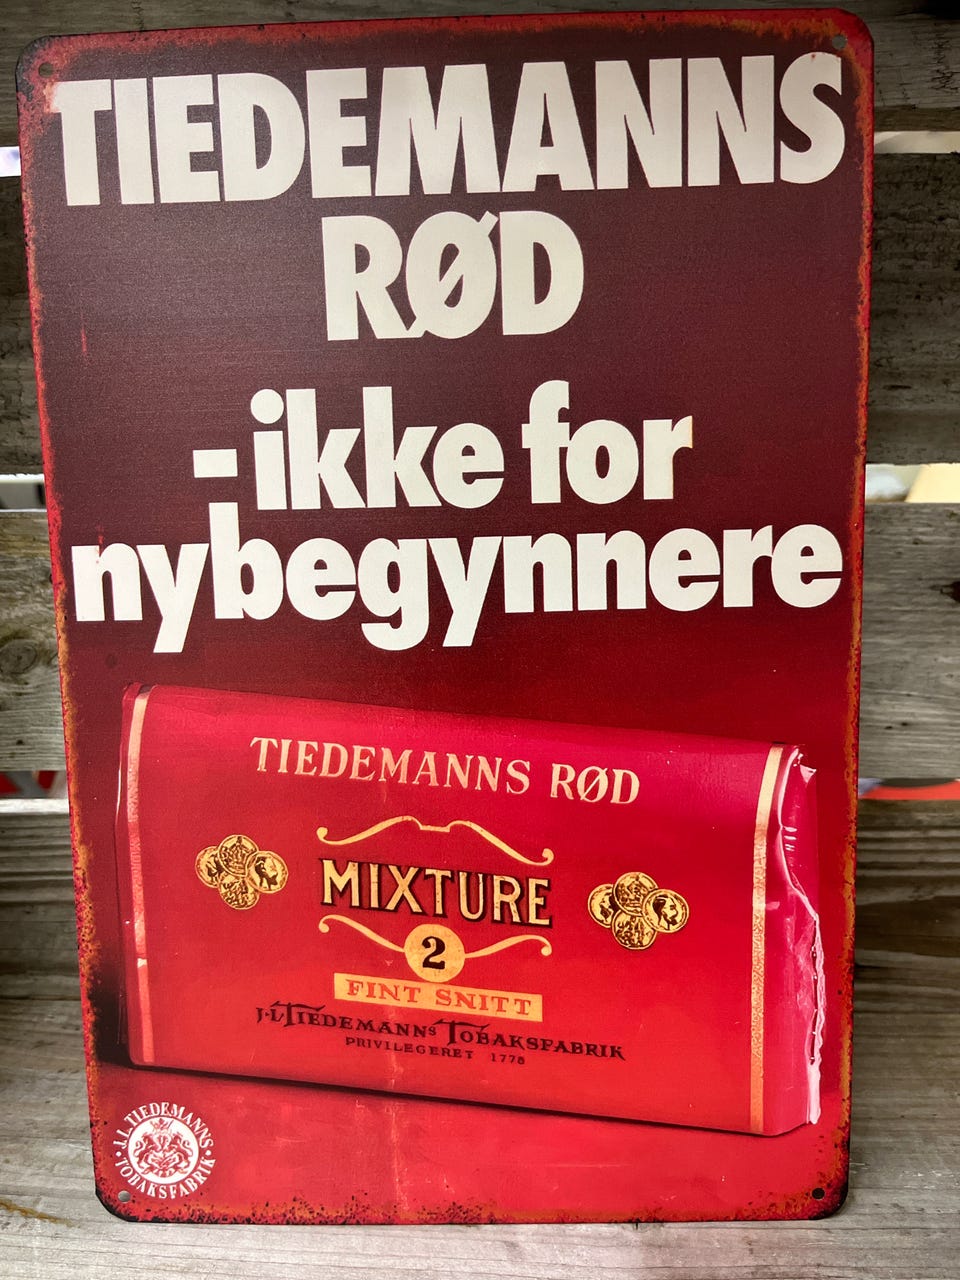 TIEDEMANNS
RØD
- ikke for
nybegynnere
TIEDEMANNS RØD
MIXTURE
2
FINT SNITT
J.L. TIEDEMANNS TOBAKSFABRIK
PRIVILEGERET 1778
J.L. TIEDEMANNS
TOBAKSFABRIK